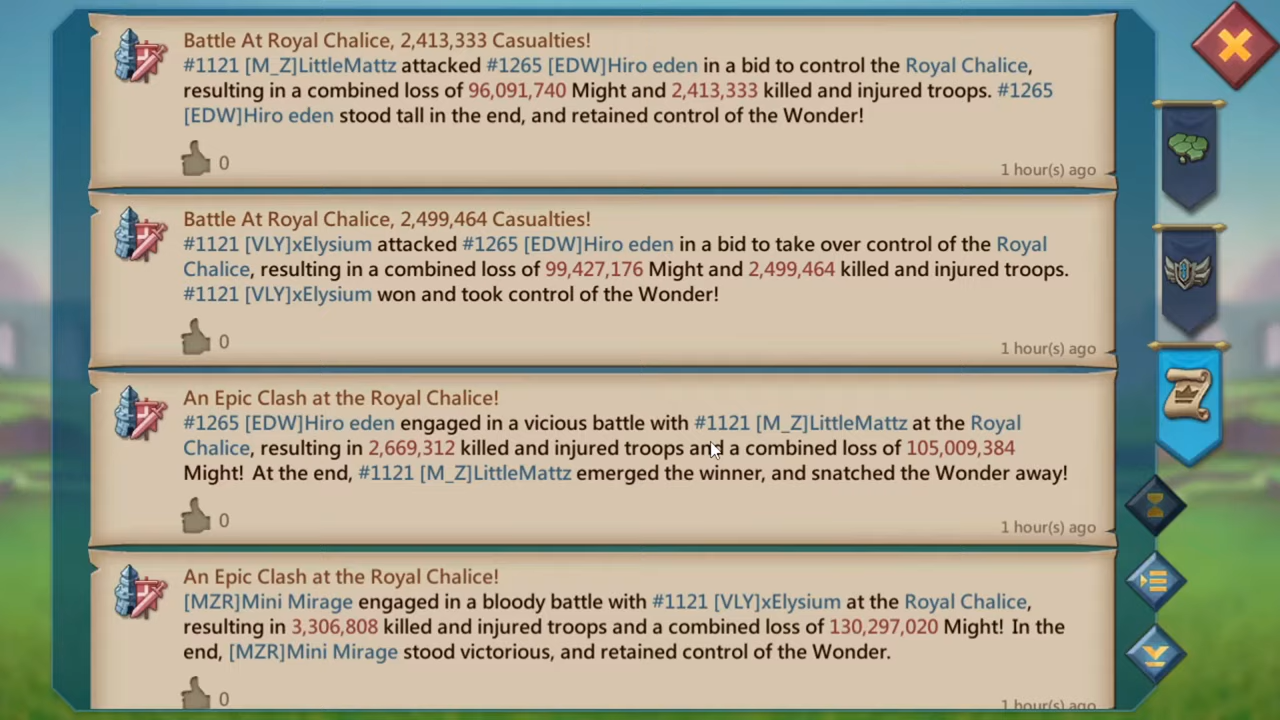 Battle At Royal Chalice, 2,413,333 Casualties!
#1121 [M_Z]LittleMattz attacked #1265 [EDW]Hiro eden in a bid to control the Royal Chalice,
resulting in a combined loss of 96,091,740 Might and 2,413,333 killed and injured troops. #1265
[EDW]Hiro eden stood tall in the end, and retained control of the Wonder!
0
1 hour(s) ago
Battle At Royal Chalice, 2,499,464 Casualties!
#1121 [VLY]xElysium attacked #1265 [EDW]Hiro eden in a bid to take over control of the Royal
Chalice, resulting in a combined loss of 99,427,176 Might and 2,499,464 killed and injured troops.
#1121 [VLY]xElysium won and took control of the Wonder!
0
1 hour(s) ago
An Epic Clash at the Royal Chalice!
#1265 [EDW]Hiro eden engaged in a vicious battle with #1121 [M_Z]LittleMattz at the Royal
Chalice, resulting in 2,669,312 killed and injured troops and a combined loss of 105,009,384
Might! At the end, #1121 [M_Z]LittleMattz emerged the winner, and snatched the Wonder away!
0
1 hour(s) ago
An Epic Clash at the Royal Chalice!
[MZR]Mini Mirage engaged in a bloody battle with #1121 [VLY]xElysium at the Royal Chalice,
resulting in 3,306,808 killed and injured troops and a combined loss of 130,297,020 Might! In the
end, [MZR]Mini Mirage stood victorious, and retained control of the Wonder.
0
1 hour(s) ago